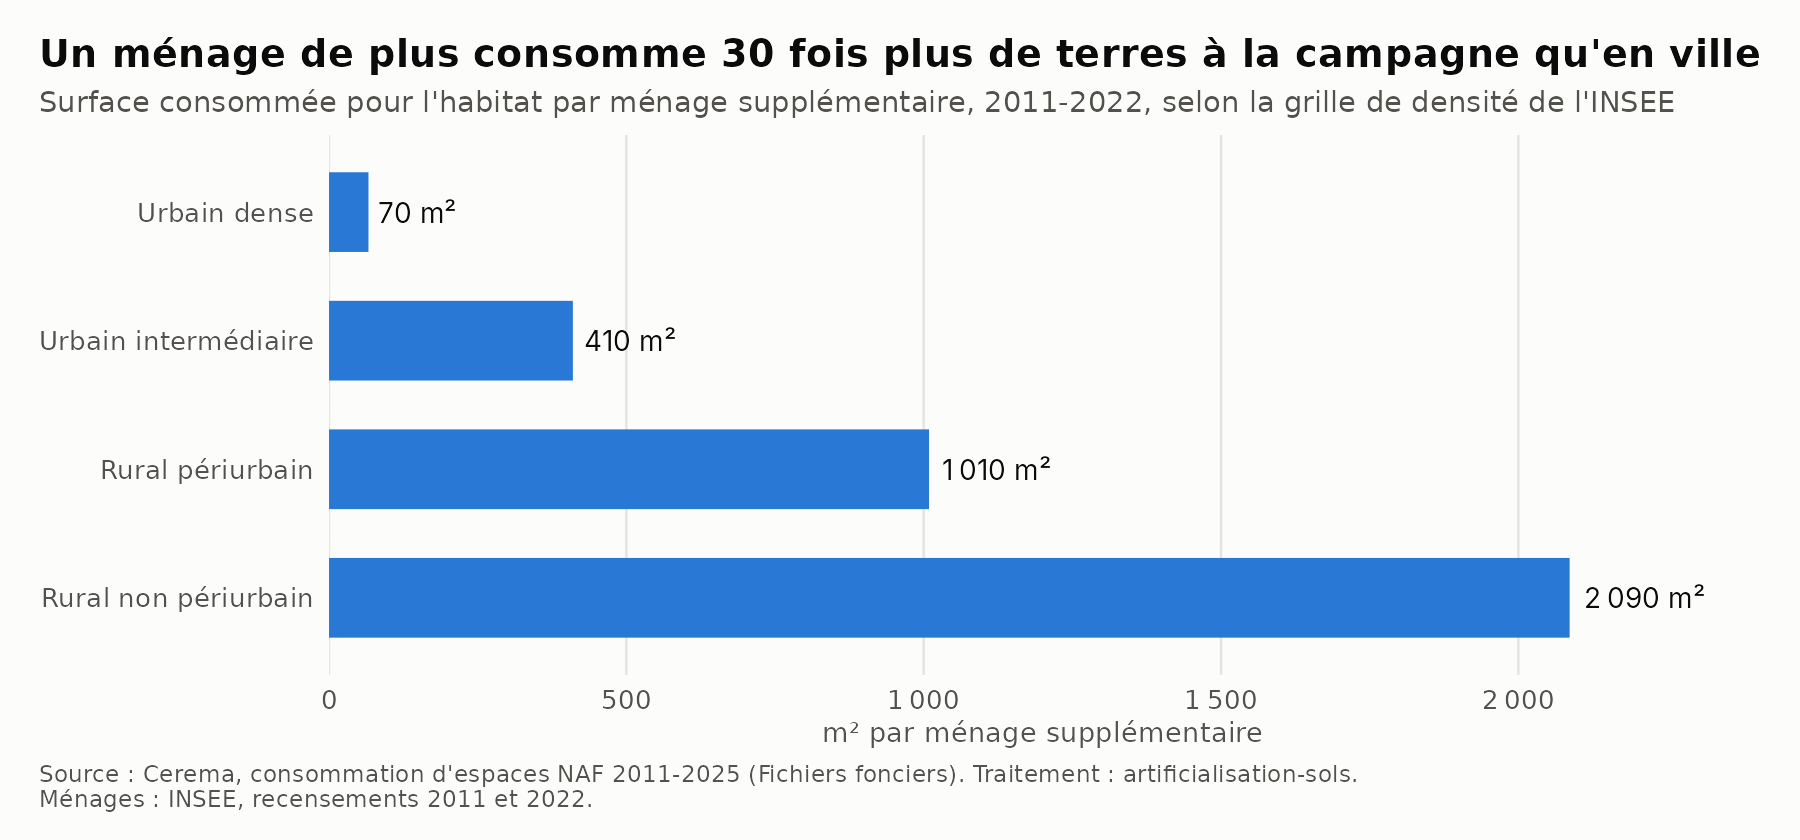 Un ménage de plus consomme 30 fois plus de terres à la campagne qu'en ville
Surface consommée pour l'habitat par ménage supplémentaire, 2011-2022, selon la grille de densité de l'INSEE
Urbain dense
70 m²
Urbain intermédiaire
410 m²
Rural périurbain
1 010 m²
Rural non périurbain
2 090 m²
0
500
1 000
1 500
2 000
m² par ménage supplémentaire
Source : Cerema, consommation d'espaces NAF 2011-2025 (Fichiers fonciers). Traitement : artificialisation-sols.
Ménages : INSEE, recensements 2011 et 2022.